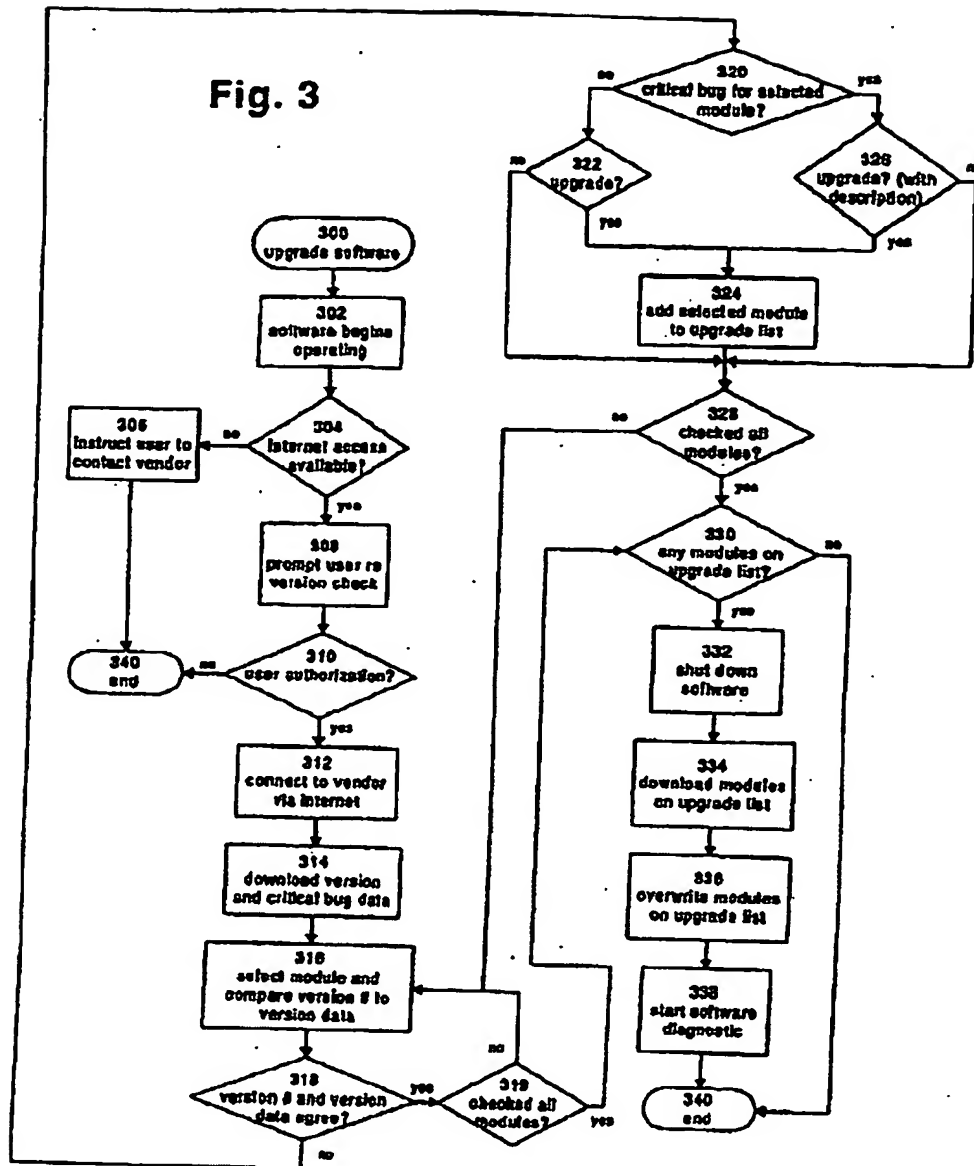 Fig. 3
300
upgrade software
302
software begin
operating
304
internet access
available?
no
305
instruct user to
contact vendor
yes
308
prompt user re
version check
310
user authorization?
no
340
end
yes
312
connect to vendor
via internet
314
download version
and critical bug data
316
select module and
compare version # to
version data
318
version # and version
data agree?
yes
no
319
checked all
modules?
no
yes
320
critical bug for selected
module?
no
yes
322
upgrade?
no
yes
326
upgrade? (with
description)
yes
324
add selected module
to upgrade list
328
checked all
modules?
no
yes
330
any modules on
upgrade list?
no
yes
332
shut down
software
334
download modules
on upgrade list
336
overwrite modules
on upgrade list
338
start software
diagnostic
340
end